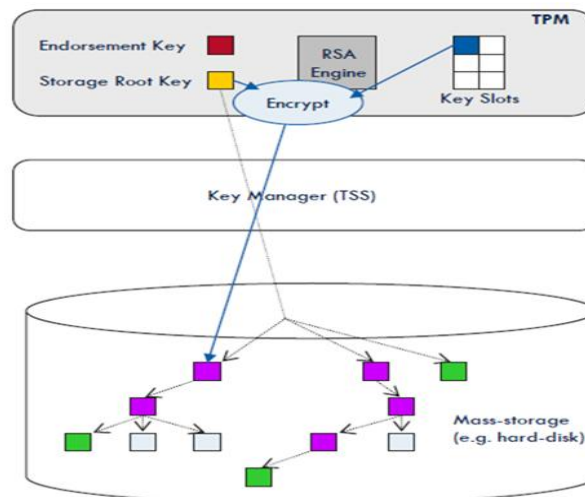 TPM
Endorsement Key
RSA
Engine
Storage Root Key
Encrypt
Key Slots
Key Manager (TSS)
Mass-storage
(e.g. hard-disk)